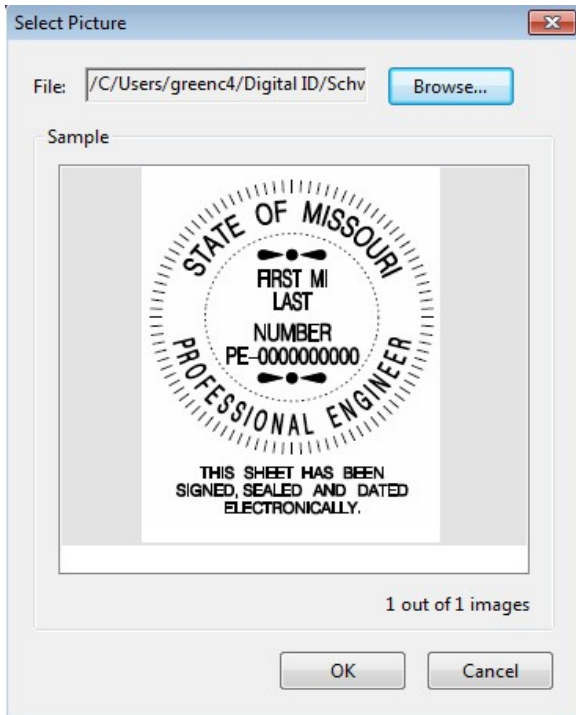 Select Picture
File: /C/Users/greenc4/Digital ID/Schv
Browse...
Sample
STATE OF MISSOURI
FIRST MI
LAST
NUMBER
PE-0000000000
PROFESSIONAL ENGINEER
THIS SHEET HAS BEEN
SIGNED, SEALED AND DATED
ELECTRONICALLY.
1 out of 1 images
OK Cancel